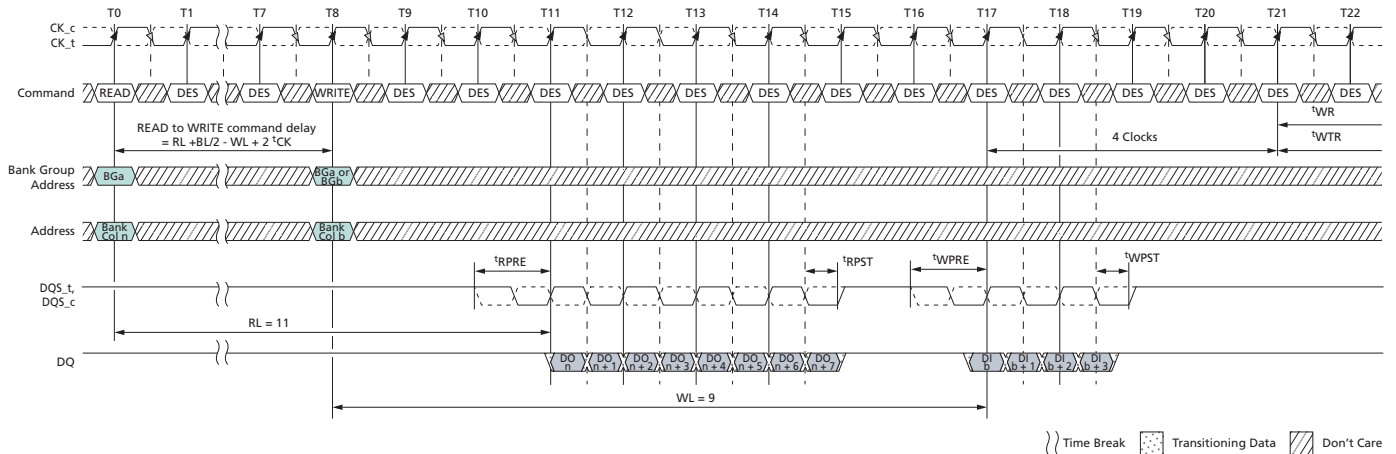 T0 T1 T7 T8 T9 T10 T11 T12 T13 T14 T15 T16 T17 T18 T19 T20 T21 T22
CK_c
CK_t
Command READ DES DES WRITE DES DES DES DES DES DES DES DES DES DES DES DES DES DES
tWR
READ to WRITE command delay
= RL +BL/2 - WL + 2 tCK
4 Clocks
tWTR
Bank Group
Address
BGa
BGa or
BGb
Address
Bank
Col n
Bank
Col b
tRPRE tRPST tWPRE tWPST
DQS_t,
DQS_c
RL = 11
DQ
DO
n
DO
n + 1
DO
n + 2
DO
n + 3
DO
n + 4
DO
n + 5
DO
n + 6
DO
n + 7
DI
b
DI
b + 1
DI
b + 2
DI
b + 3
WL = 9
Time Break Transitioning Data Don't Care